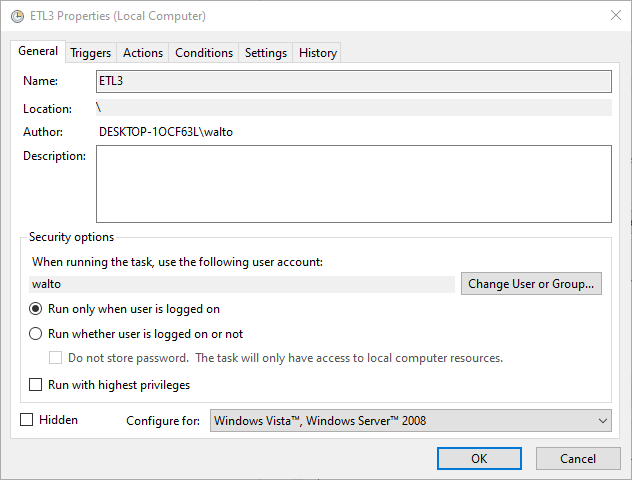 ETL3 Properties (Local Computer)
General Triggers Actions Conditions Settings History
Name: ETL3
Location: \
Author: DESKTOP-1OCF63L\walto
Description:
Security options
When running the task, use the following user account:
walto Change User or Group...
Run only when user is logged on
Run whether user is logged on or not
Do not store password. The task will only have access to local computer resources.
Run with highest privileges
Hidden Configure for: Windows Vista™, Windows Server™ 2008
OK Cancel